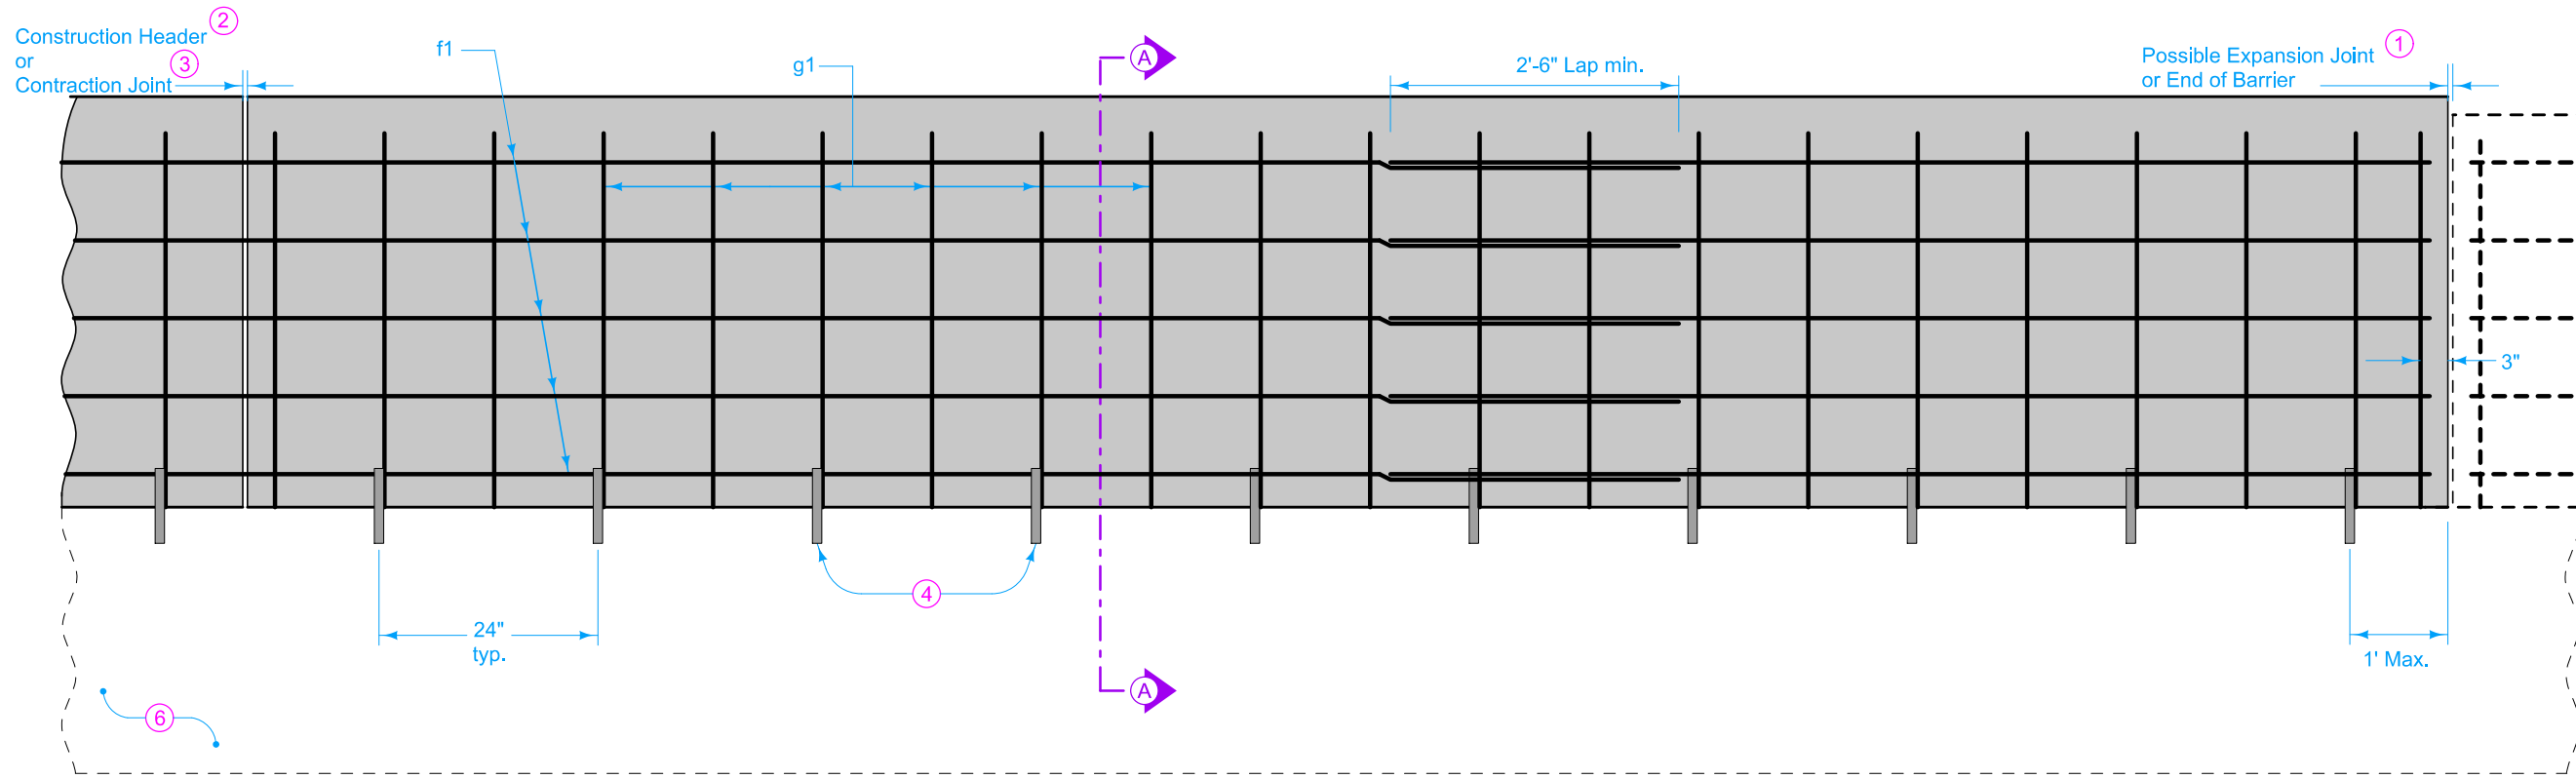 Construction Header ②
or
Contraction Joint ③
f1
g1
A
2'-6" Lap min.
Possible Expansion Joint ①
or End of Barrier
3"
④
24"
typ.
1' Max.
A
⑥